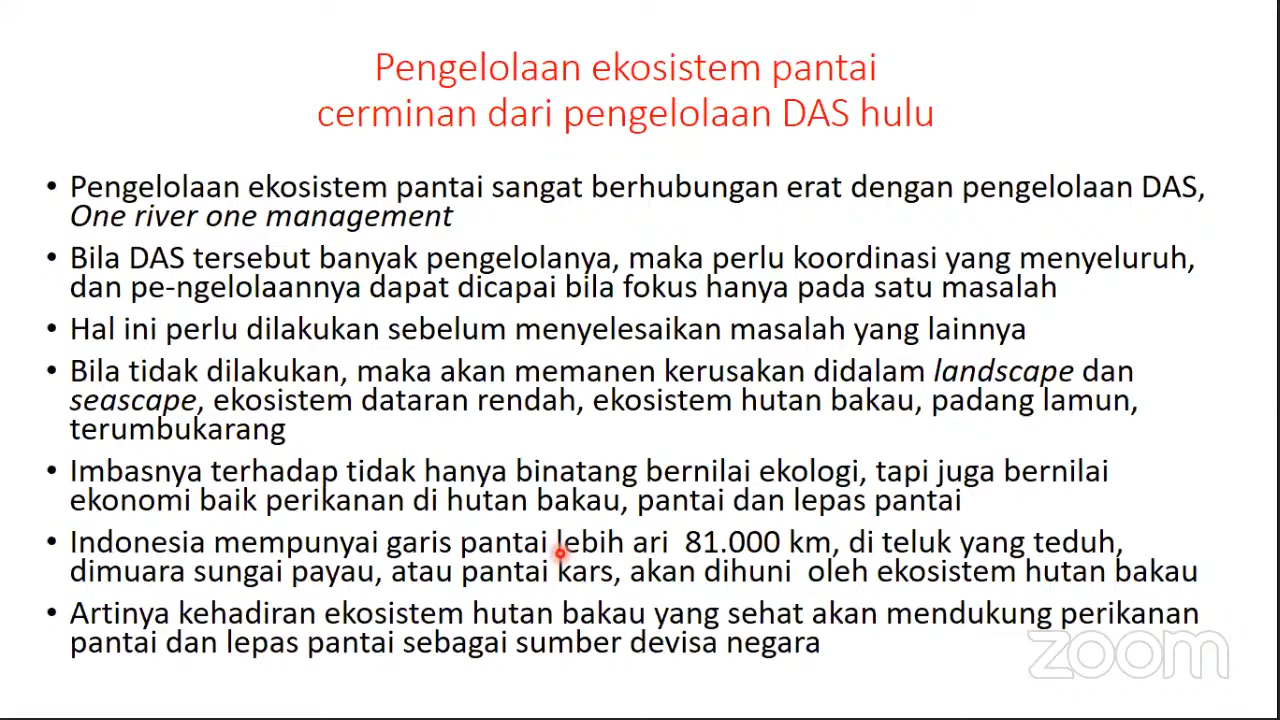 Pengelolaan ekosistem pantai
cerminan dari pengelolaan DAS hulu
• Pengelolaan ekosistem pantai sangat berhubungan erat dengan pengelolaan DAS,
One river one management
• Bila DAS tersebut banyak pengelolanya, maka perlu koordinasi yang menyeluruh,
dan pe-ngelolaannya dapat dicapai bila fokus hanya pada satu masalah
• Hal ini perlu dilakukan sebelum menyelesaikan masalah yang lainnya
• Bila tidak dilakukan, maka akan memanen kerusakan didalam landscape dan
seascape, ekosistem dataran rendah, ekosistem hutan bakau, padang lamun,
terumbukarang
• Imbasnya terhadap tidak hanya binatang bernilai ekologi, tapi juga bernilai
ekonomi baik perikanan di hutan bakau, pantai dan lepas pantai
• Indonesia mempunyai garis pantai lebih ari 81.000 km, di teluk yang teduh,
dimuara sungai payau, atau pantai kars, akan dihuni oleh ekosistem hutan bakau
• Artinya kehadiran ekosistem hutan bakau yang sehat akan mendukung perikanan
pantai dan lepas pantai sebagai sumber devisa negara
zoom